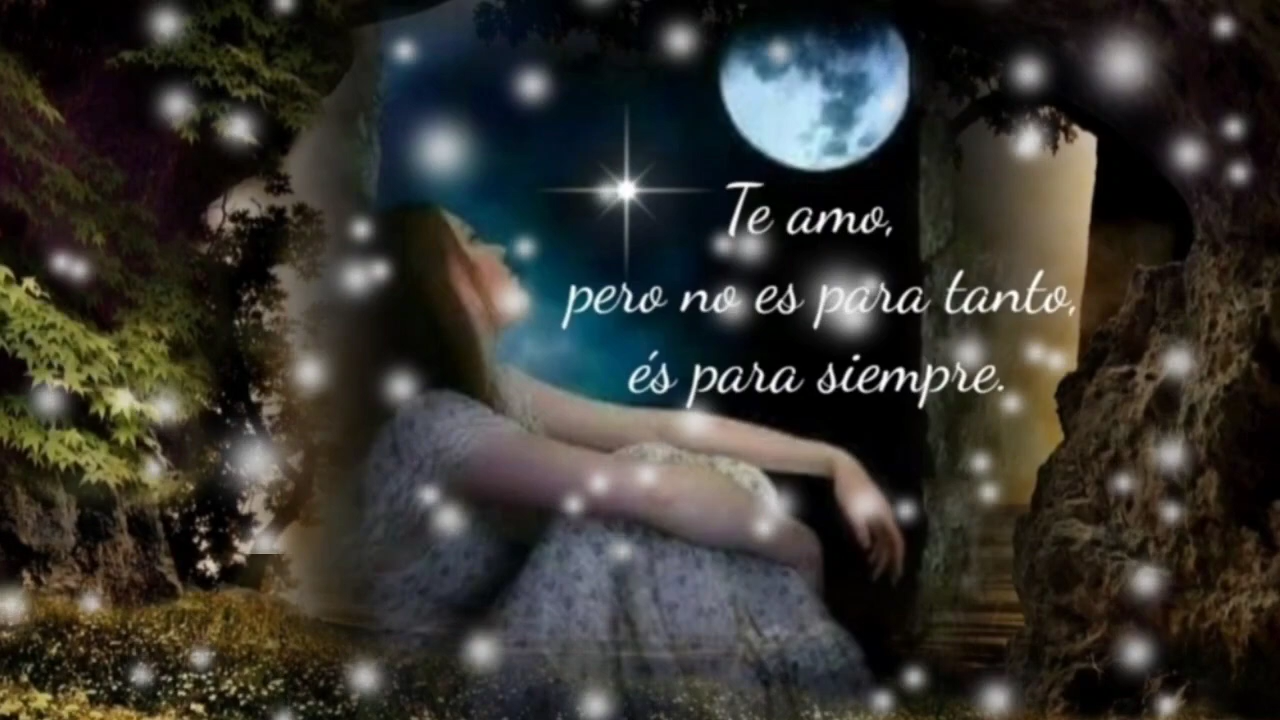 Te amo,
pero no es para tanto,
és para siempre.